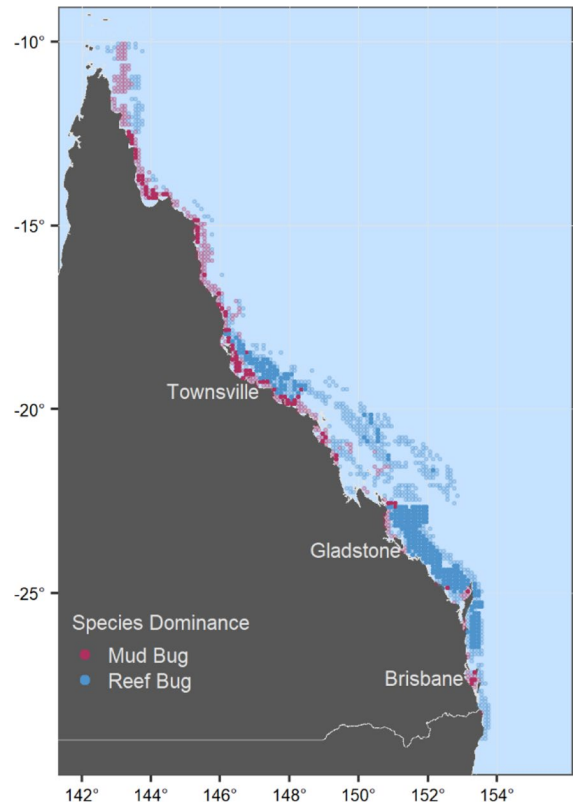 -10°
-15°
Townsville
-20°
Gladstone
-25°
Species Dominance
Mud Bug
Reef Bug
Brisbane
142° 144° 146° 148° 150° 152° 154°